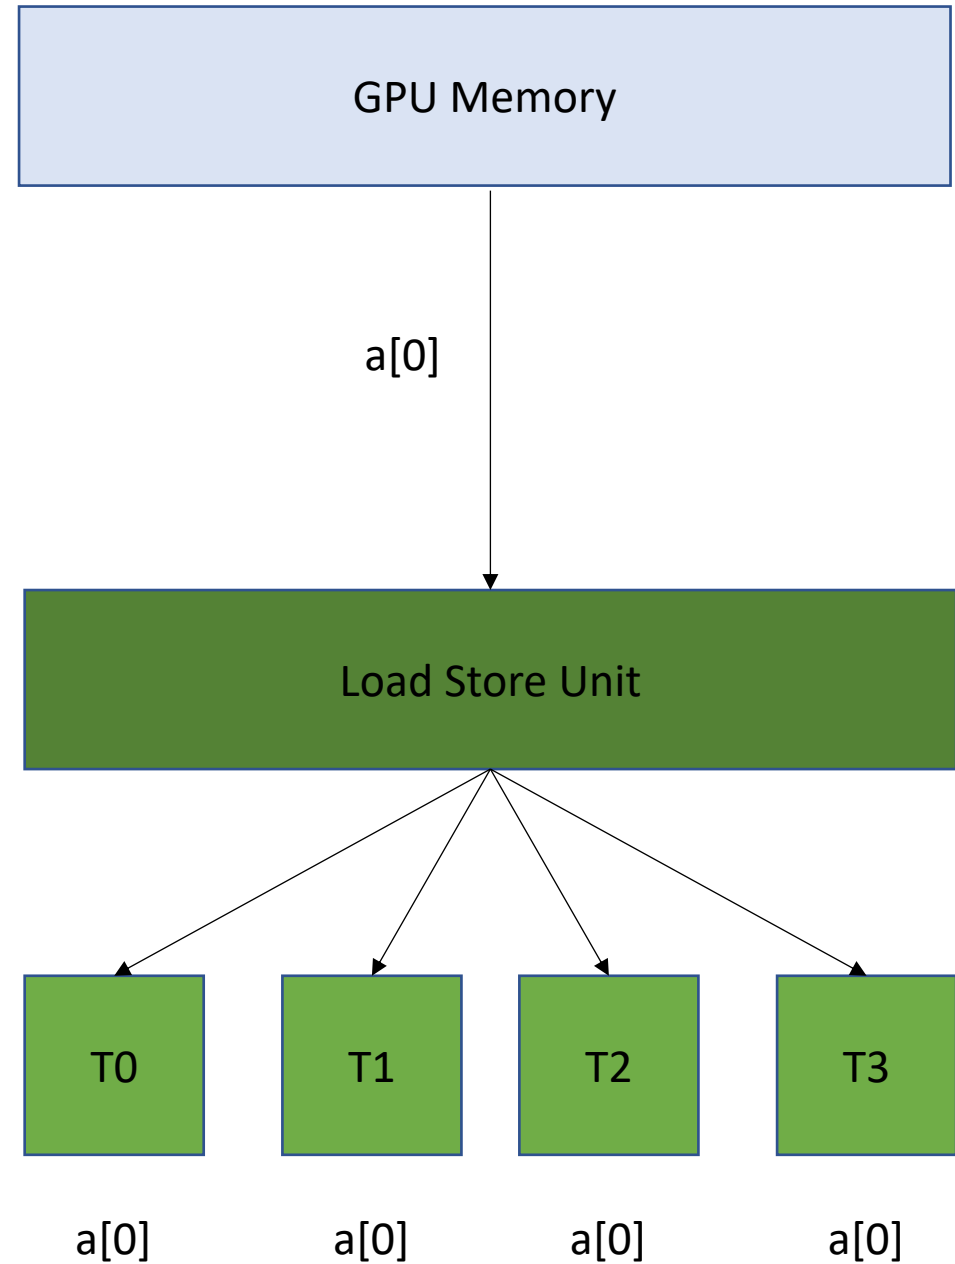 GPU Memory
a[0]
Load Store Unit
T0 T1 T2 T3
a[0] a[0] a[0] a[0]